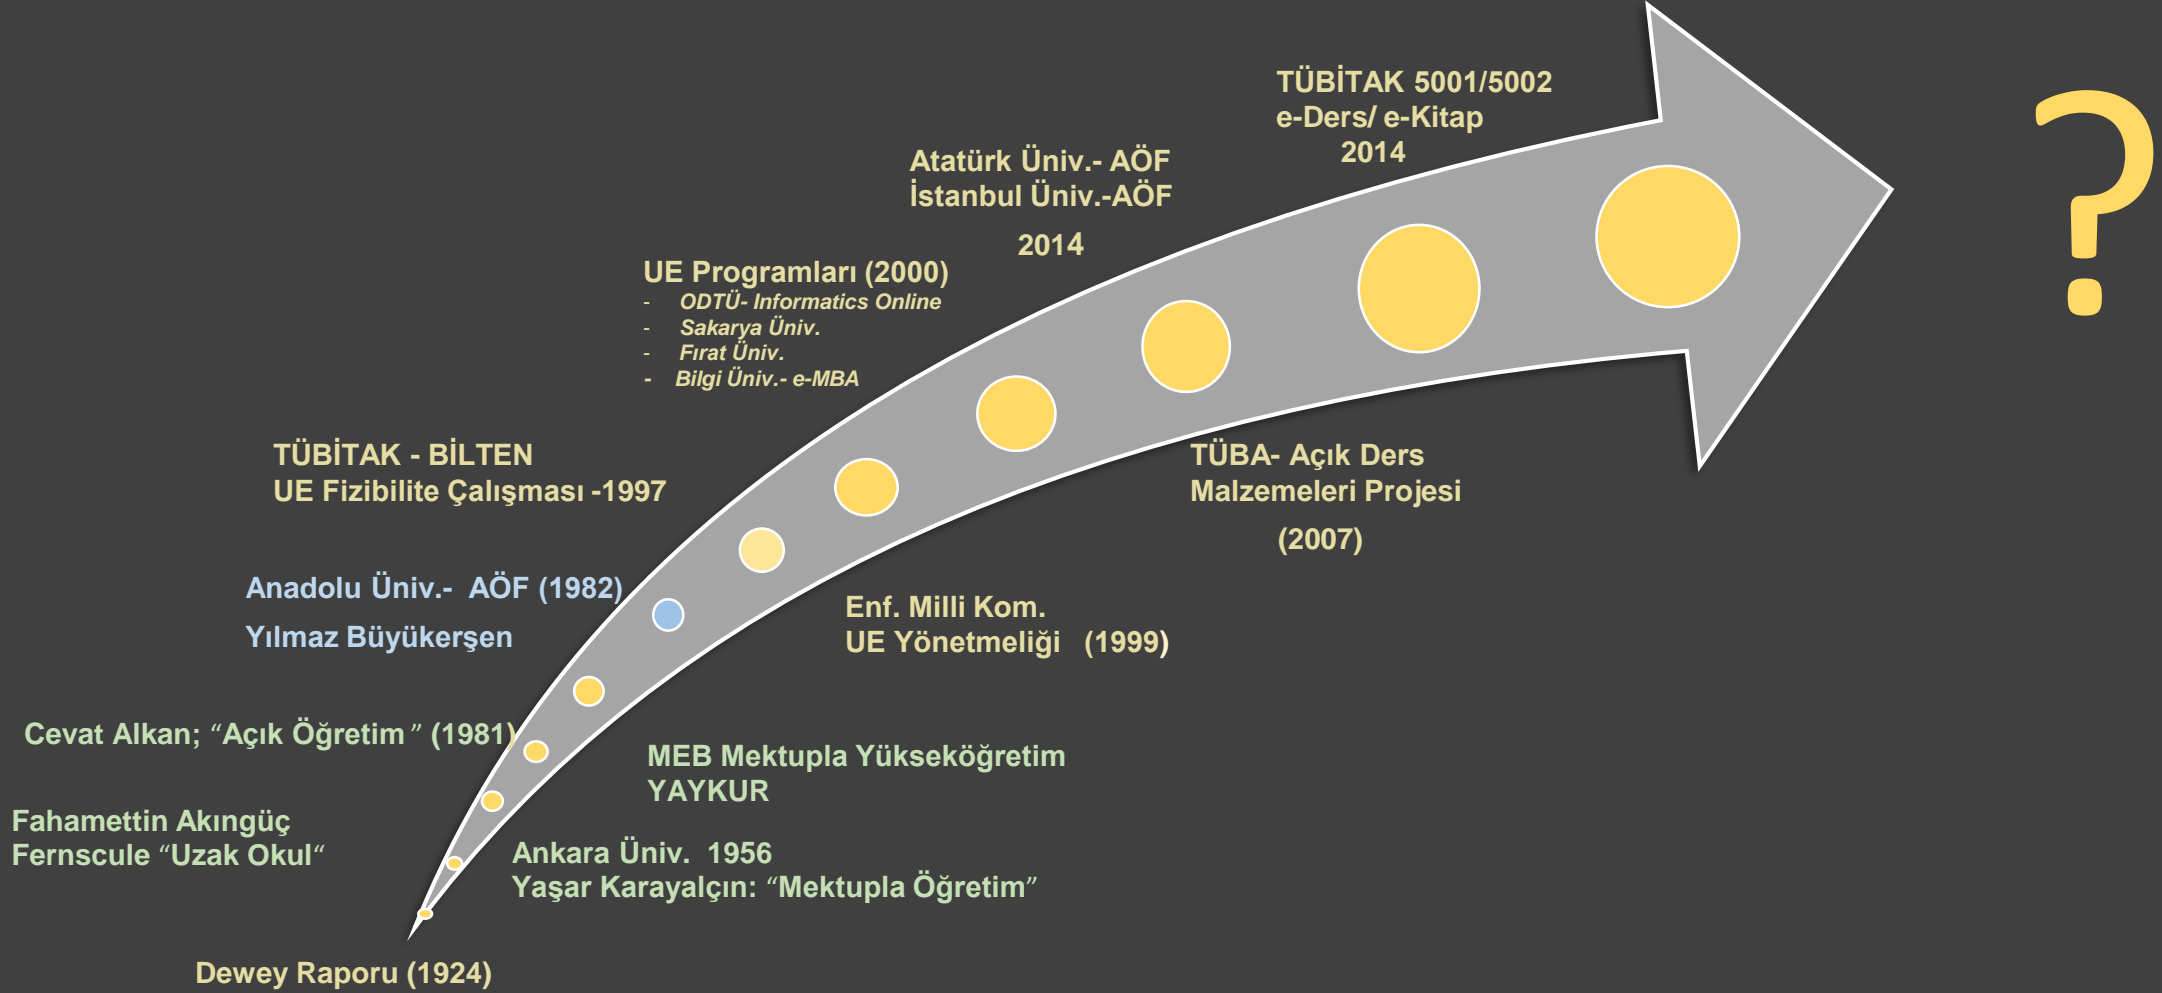 TÜBİTAK 5001/5002
e-Ders/ e-Kitap
2014
?
Atatürk Üniv.- AÖF
İstanbul Üniv.-AÖF
2014
UE Programları (2000)
- ODTÜ- Informatics Online
- Sakarya Üniv.
- Fırat Üniv.
- Bilgi Üniv.- e-MBA
TÜBİTAK - BİLTEN
UE Fizibilite Çalışması -1997
TÜBA- Açık Ders
Malzemeleri Projesi
(2007)
Anadolu Üniv.- AÖF (1982)
Yılmaz Büyükerşen
Enf. Milli Kom.
UE Yönetmeliği (1999)
Cevat Alkan; “Açık Öğretim” (1981)
MEB Mektupla Yükseköğretim
YAYKUR
Fahamettin Akıngüç
Fernscule “Uzak Okul“
Ankara Üniv. 1956
Yaşar Karayalçın: “Mektupla Öğretim”
Dewey Raporu (1924)